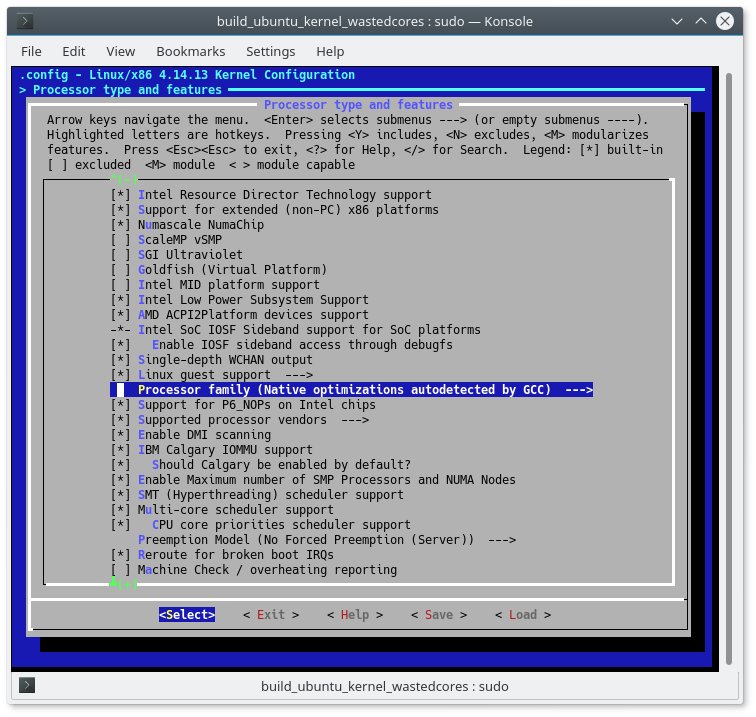 build_ubuntu_kernel_wastedcores : sudo — Konsole
File Edit View Bookmarks Settings Help
.config - Linux/x86 4.14.13 Kernel Configuration
> Processor type and features
Processor type and features
Arrow keys navigate the menu.  <Enter> selects submenus ---> (or empty submenus ----).
Highlighted letters are hotkeys.  Pressing <Y> includes, <N> excludes, <M> modularizes
features.  Press <Esc><Esc> to exit, <?> for Help, </> for Search.  Legend: [*] built-in
[ ] excluded  <M> module  < > module capable
^(-)
[*] Intel Resource Director Technology support
[*] Support for extended (non-PC) x86 platforms
[*] Numascale NumaChip
[ ] ScaleMP vSMP
[ ] SGI Ultraviolet
[ ] Goldfish (Virtual Platform)
[ ] Intel MID platform support
[*] Intel Low Power Subsystem Support
[*] AMD ACPI2Platform devices support
-*- Intel SoC IOSF Sideband support for SoC platforms
[*]   Enable IOSF sideband access through debugfs
[*] Single-depth WCHAN output
[*] Linux guest support  --->
Processor family (Native optimizations autodetected by GCC)  --->
[*] Support for P6_NOPs on Intel chips
[*] Supported processor vendors  --->
[*] Enable DMI scanning
[*] IBM Calgary IOMMU support
[*]   Should Calgary be enabled by default?
[*] Enable Maximum number of SMP Processors and NUMA Nodes
[*] SMT (Hyperthreading) scheduler support
[*] Multi-core scheduler support
[*]   CPU core priorities scheduler support
Preemption Model (No Forced Preemption (Server))  --->
[*] Reroute for broken boot IRQs
[ ] Machine Check / overheating reporting
<Select>    < Exit >    < Help >    < Save >    < Load >
build_ubuntu_kernel_wastedcores : sudo